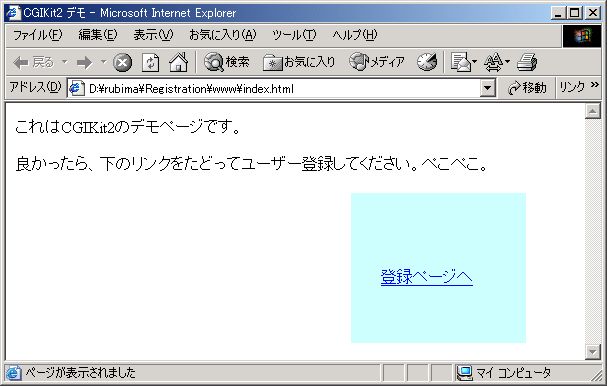 CGIKit2 デモ - Microsoft Internet Explorer
ファイル(F) 編集(E) 表示(V) お気に入り(A) ツール(T) ヘルプ(H)
戻る 検索 お気に入り メディア
アドレス(D) D:¥rubima¥Registration¥www¥index.html 移動 リンク »
これはCGIKit2のデモページです。
良かったら、下のリンクをたどってユーザー登録してください。ぺこぺこ。
登録ページへ
ページが表示されました マイ コンピュータ